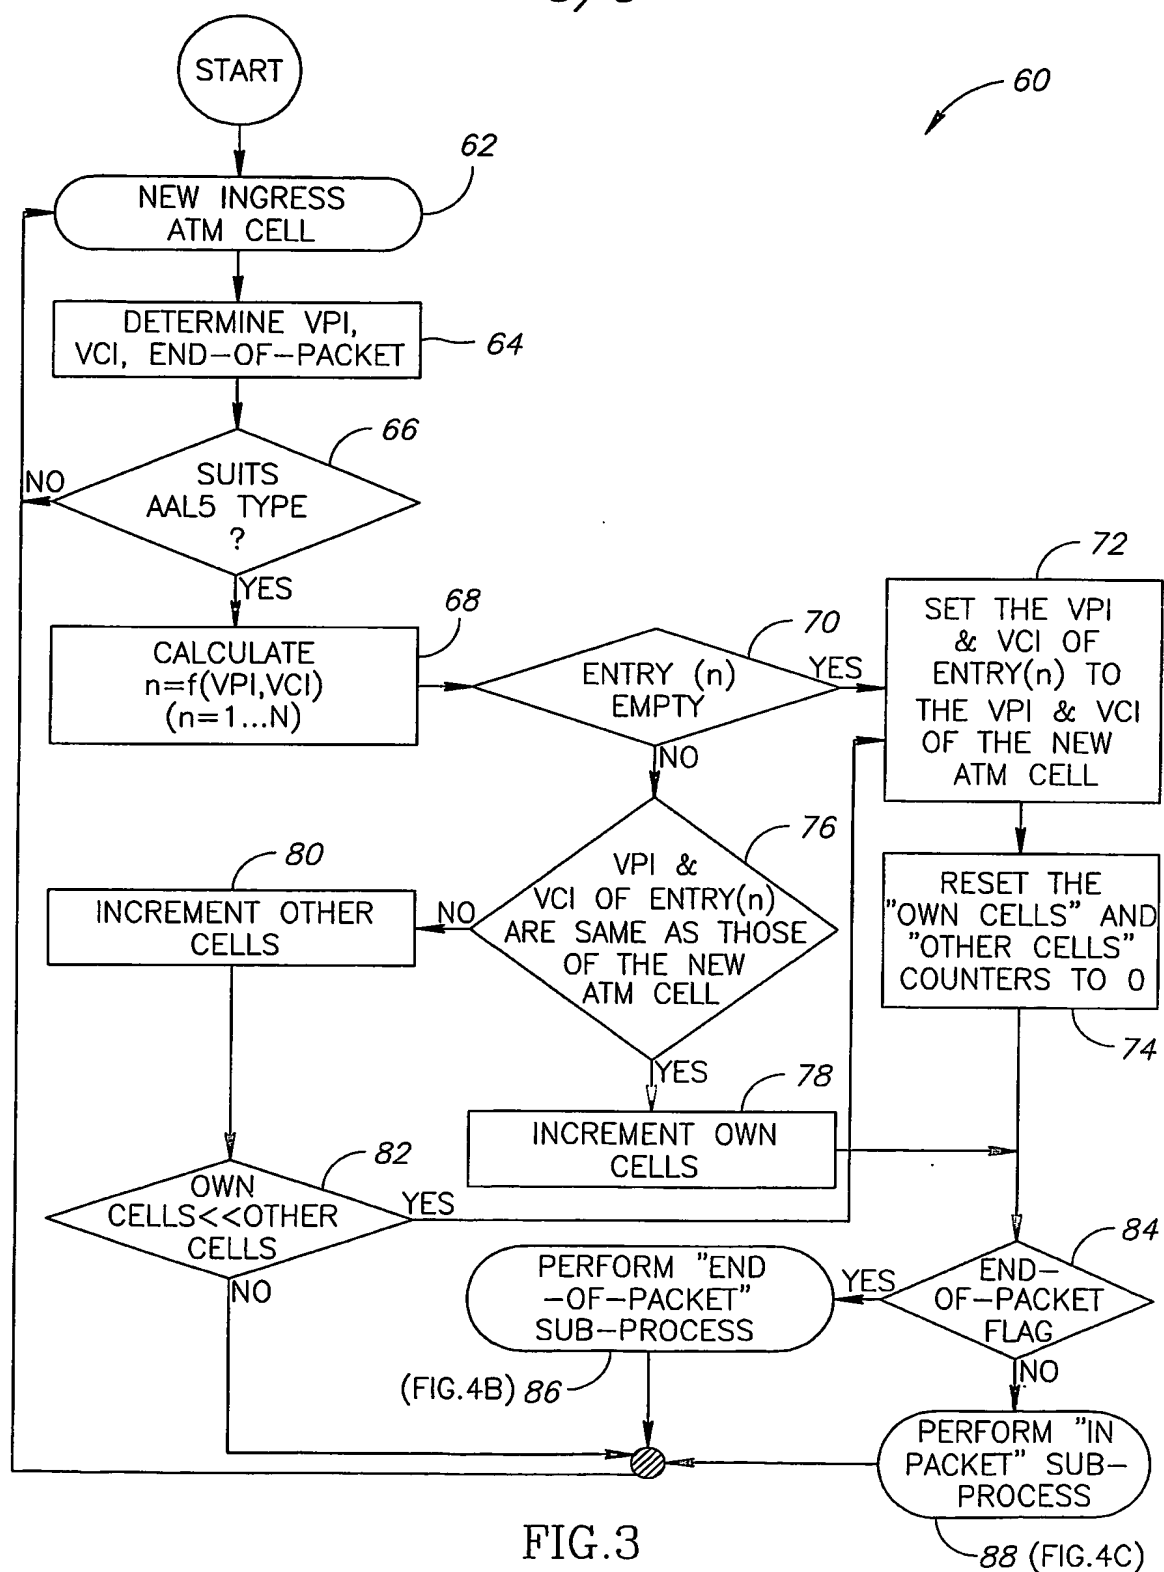 START
60
62
NEW INGRESS
ATM CELL
DETERMINE VPI,
VCI, END-OF-PACKET
64
66
SUITS
AAL5 TYPE
?
NO
YES
68
CALCULATE
n=f(VPI,VCI)
(n=1...N)
70
ENTRY (n)
EMPTY
YES
NO
72
SET THE VPI
& VCI OF
ENTRY(n) TO
THE VPI & VCI
OF THE NEW
ATM CELL
76
VPI &
VCI OF ENTRY(n)
ARE SAME AS THOSE
OF THE NEW
ATM CELL
NO
YES
80
INCREMENT OTHER
CELLS
RESET THE
"OWN CELLS" AND
"OTHER CELLS"
COUNTERS TO 0
74
78
INCREMENT OWN
CELLS
82
OWN
CELLS<<OTHER
CELLS
YES
NO
84
END-
OF-PACKET
FLAG
YES
NO
PERFORM "END
-OF-PACKET"
SUB-PROCESS
(FIG.4B) 86
PERFORM "IN
PACKET" SUB-
PROCESS
88 (FIG.4C)
FIG.3